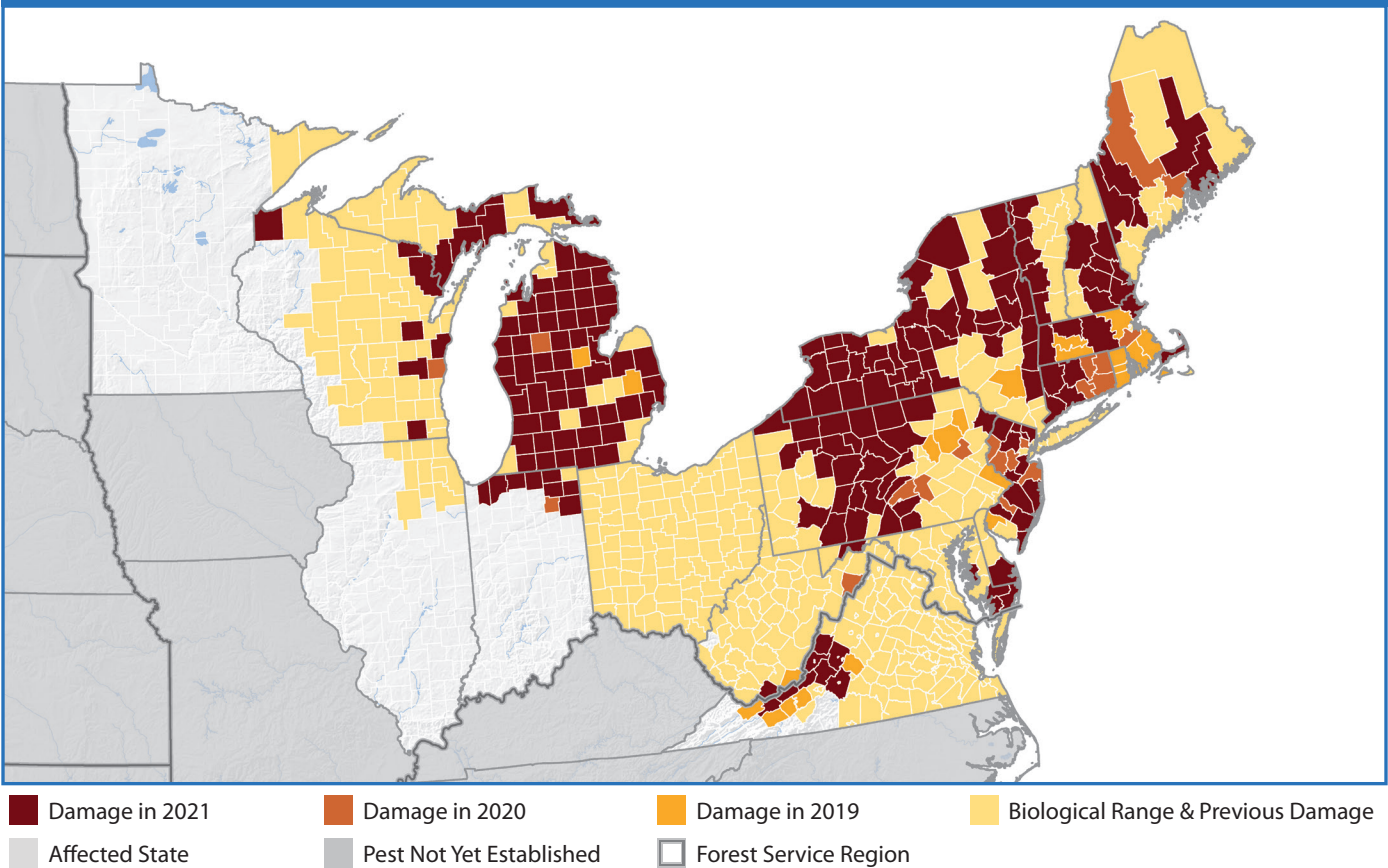 Damage in 2021 Damage in 2020 Damage in 2019 Biological Range & Previous Damage
Affected State Pest Not Yet Established Forest Service Region